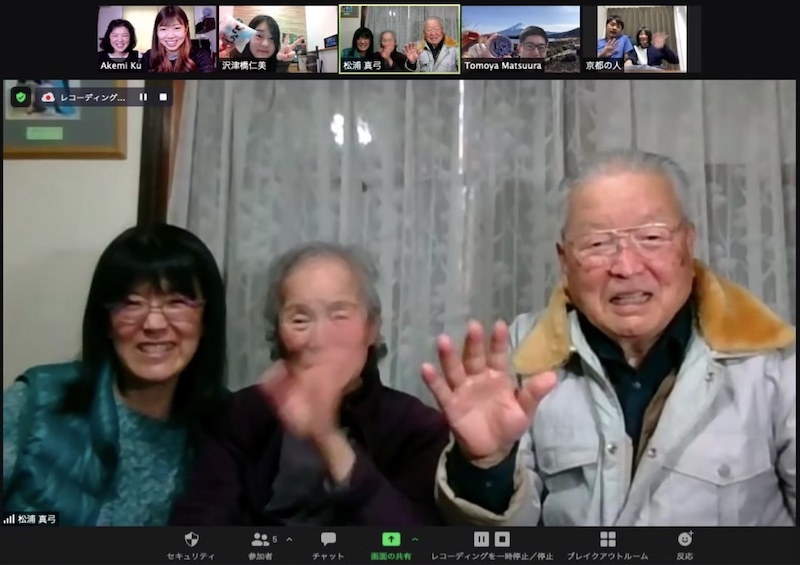 Akemi Ku
沢津橋仁美
松浦 真弓
Tomoya Matsuura
京都の人
レコーディング...
松浦 真弓
セキュリティ
参加者
5
チャット
画面の共有
レコーディングを一時停止/停止
ブレイクアウトルーム
反応